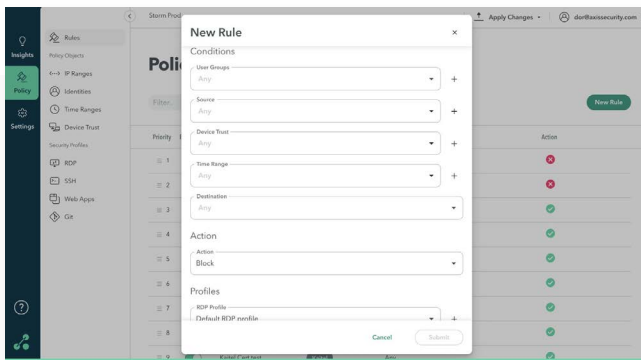 Storm Prod
Apply Changes
dor@axissecurity.com
Insights
Policy
Settings
Rules
Policy Objects
IP Ranges
Identities
Time Ranges
Device Trust
Security Profiles
RDP
SSH
Web Apps
Git
Poli
Filter..
New Rule
Priority
Action
1
2
3
4
5
6
7
8
9
Any
New Rule
×
Conditions
User Groups
Any
+
Source
Any
+
Device Trust
Any
+
Time Range
Any
+
Destination
Any
Action
Action
Block
Profiles
RDP Profile
Default RDP profile
+
Cancel
Submit